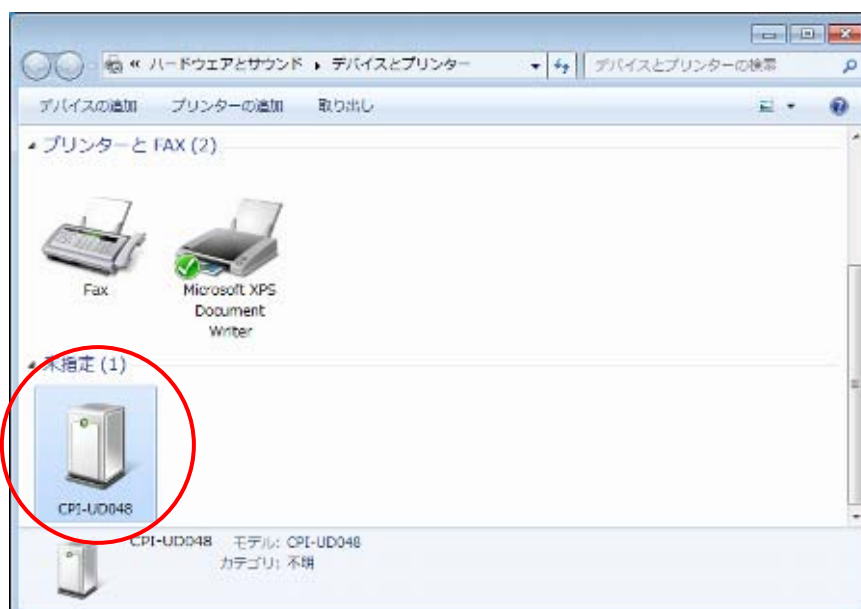 « ハードウェアとサウンド ▸ デバイスとプリンター
デバイスとプリンターの検索
デバイスの追加 プリンターの追加 取り出し
プリンターと FAX (2)
Fax
Microsoft XPS
Document
Writer
未指定 (1)
CPI-UD048
CPI-UD048 モデル: CPI-UD048
カテゴリ: 不明